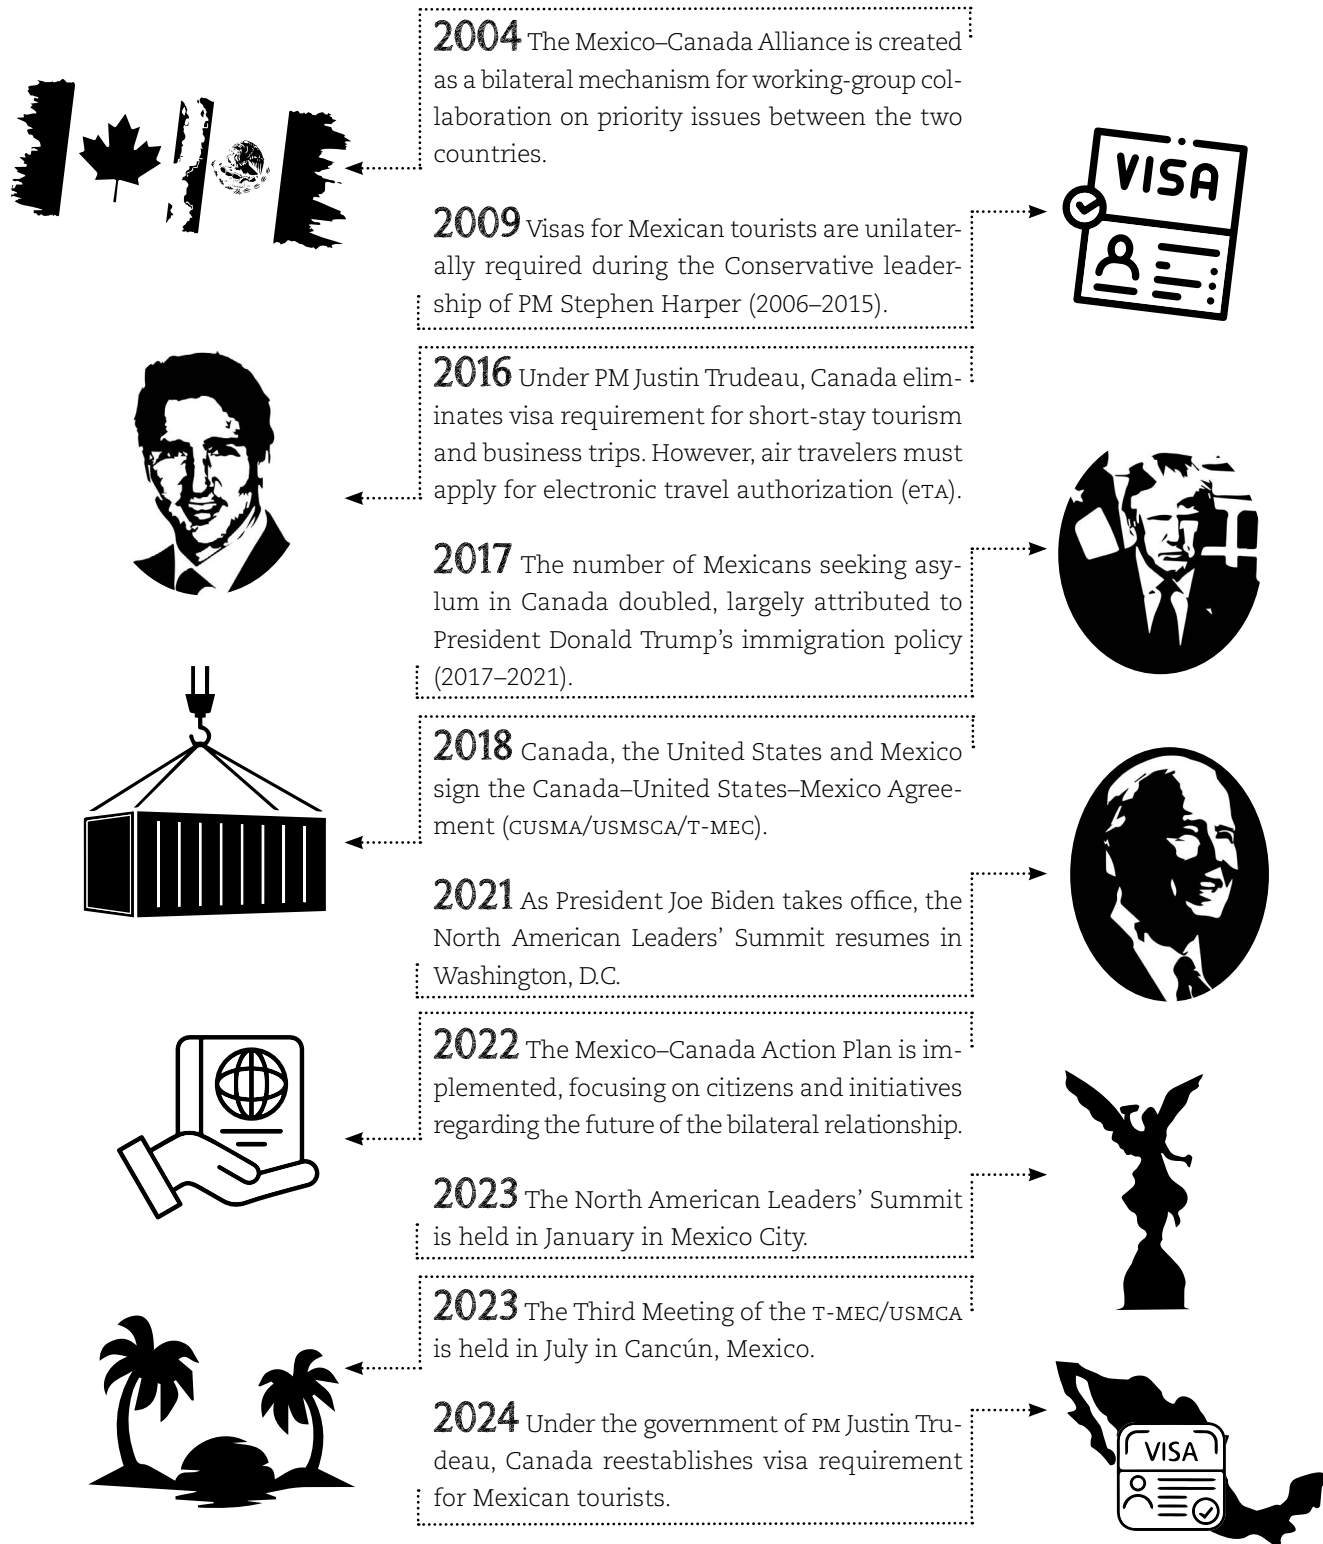 2004 The Mexico–Canada Alliance is created
as a bilateral mechanism for working-group col-
laboration on priority issues between the two
countries.
VISA
2009 Visas for Mexican tourists are unilater-
ally required during the Conservative leader-
ship of PM Stephen Harper (2006–2015).
2016 Under PM Justin Trudeau, Canada elim-
inates visa requirement for short-stay tourism
and business trips. However, air travelers must
apply for electronic travel authorization (eTA).
2017 The number of Mexicans seeking asy-
lum in Canada doubled, largely attributed to
President Donald Trump’s immigration policy
(2017–2021).
2018 Canada, the United States and Mexico
sign the Canada–United States–Mexico Agree-
ment (CUSMA/USMSCA/T-MEC).
2021 As President Joe Biden takes office, the
North American Leaders’ Summit resumes in
Washington, D.C.
2022 The Mexico–Canada Action Plan is im-
plemented, focusing on citizens and initiatives
regarding the future of the bilateral relationship.
2023 The North American Leaders’ Summit
is held in January in Mexico City.
2023 The Third Meeting of the T-MEC/USMCA
is held in July in Cancún, Mexico.
2024 Under the government of PM Justin Tru-
deau, Canada reestablishes visa requirement
for Mexican tourists.
VISA